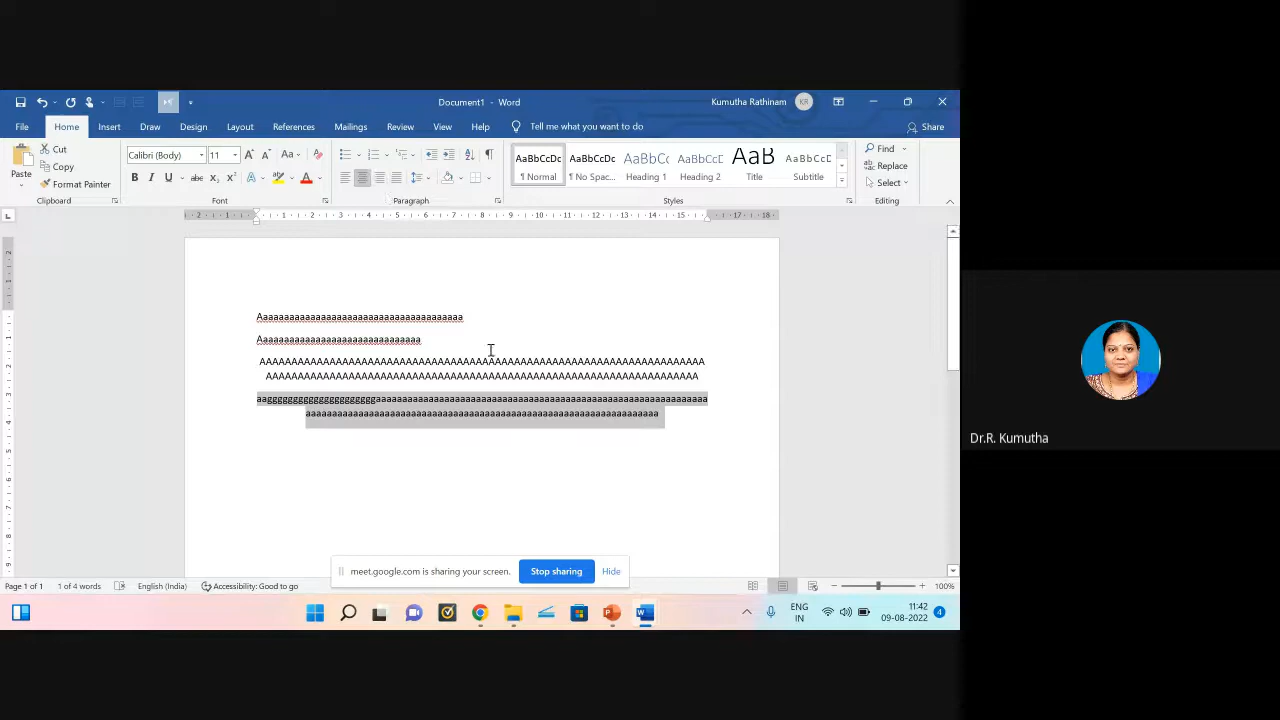 Document1 - Word
Kumutha Rathinam KR
File Home Insert Draw Design Layout References Mailings Review View Help Tell me what you want to do Share
Paste
Cut
Copy
Format Painter
Clipboard
Calibri (Body) 11
Font
Paragraph
AaBbCcDc AaBbCcDc AaBbCc AaBbCcD AaB AaBbCcD
¶ Normal ¶ No Spac... Heading 1 Heading 2 Title Subtitle
Styles
Find
Replace
Select
Editing
meet.google.com is sharing your screen. Stop sharing Hide
Page 1 of 1 1 of 4 words English (India) Accessibility: Good to go 100%
ENG
IN
11:42
09-08-2022
4
Dr.R. Kumutha